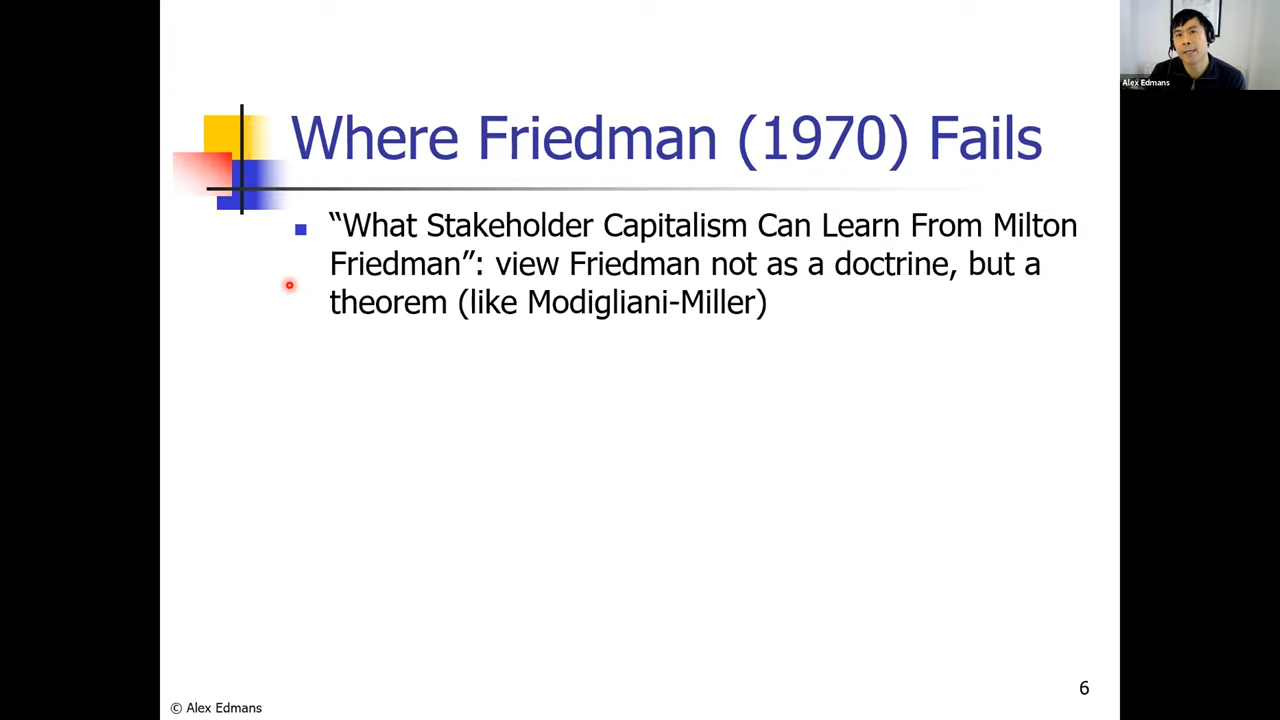 Alex Edmans
Where Friedman (1970) Fails
“What Stakeholder Capitalism Can Learn From Milton
Friedman”: view Friedman not as a doctrine, but a
theorem (like Modigliani-Miller)
6
© Alex Edmans